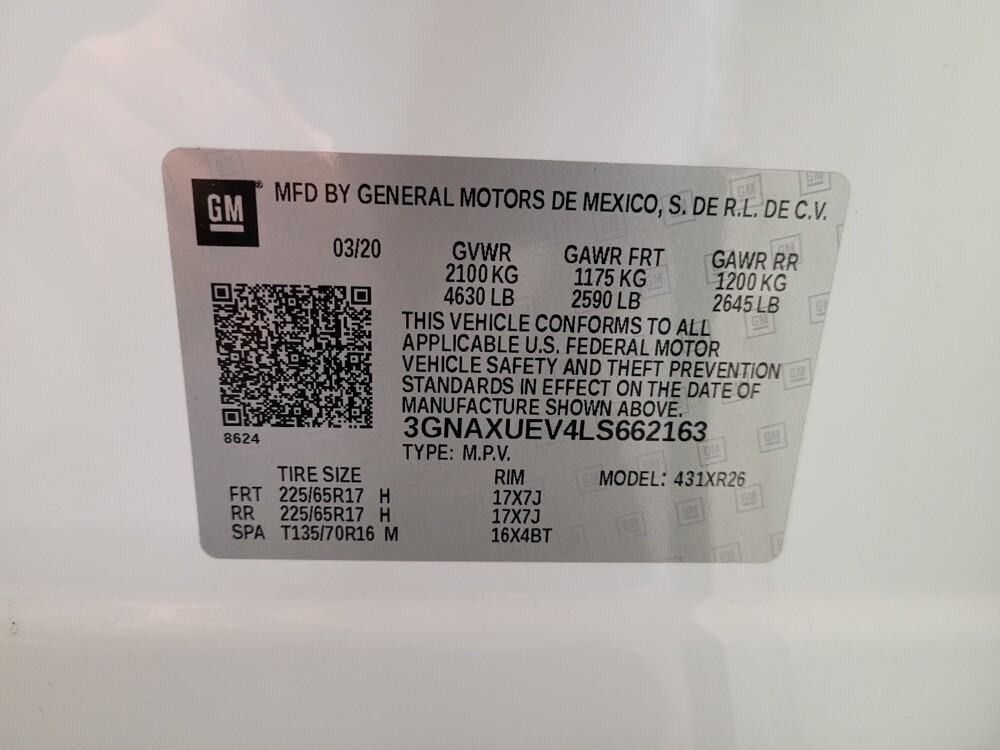 GM® MFD BY GENERAL MOTORS DE MEXICO, S. DE R.L. DE C.V.
03/20 GVWR GAWR FRT GAWR RR
2100 KG 1175 KG 1200 KG
4630 LB 2590 LB 2645 LB
THIS VEHICLE CONFORMS TO ALL
APPLICABLE U.S. FEDERAL MOTOR
VEHICLE SAFETY AND THEFT PREVENTION
STANDARDS IN EFFECT ON THE DATE OF
MANUFACTURE SHOWN ABOVE.
8624
3GNAXUEV4LS662163
TYPE: M.P.V.
TIRE SIZE RIM MODEL: 431XR26
FRT 225/65R17 H 17X7J
RR 225/65R17 H 17X7J
SPA T135/70R16 M 16X4BT